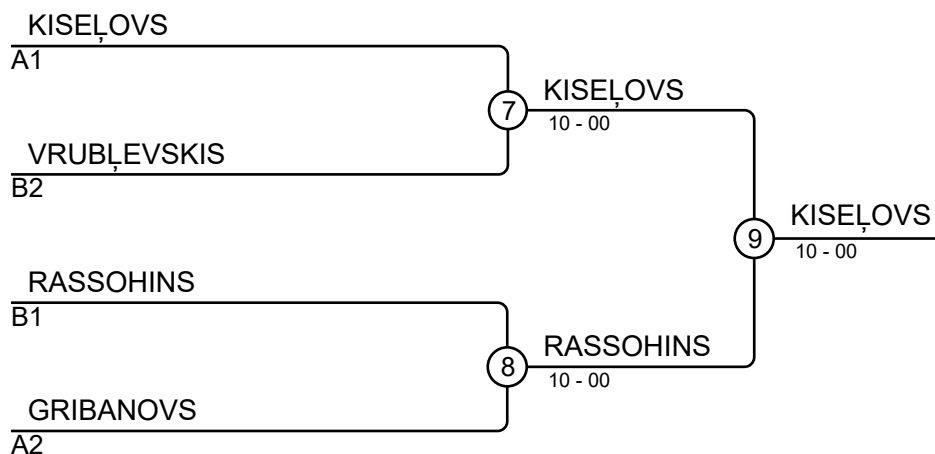 KISEĻOVS
A1
7
KISEĻOVS
10 - 00
VRUBĻEVSKIS
B2
9
KISEĻOVS
10 - 00
RASSOHINS
B1
8
RASSOHINS
10 - 00
GRIBANOVS
A2